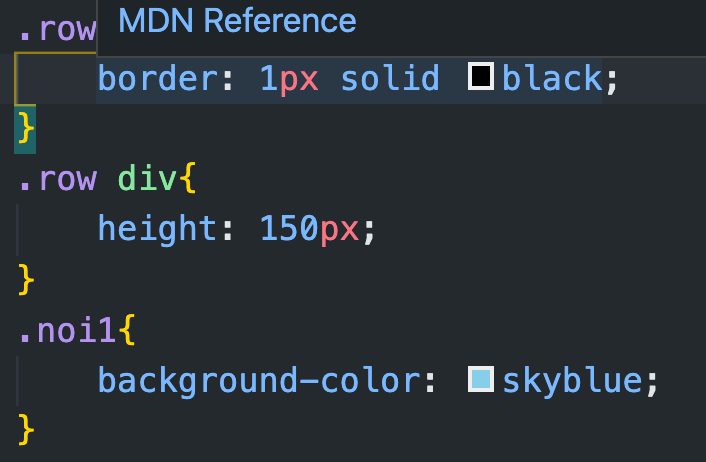 .row
MDN Reference
border: 1px solid black;
}
.row div{
height: 150px;
}
.noi1{
background-color: skyblue;
}